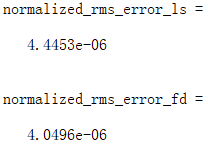 normalized_rms_error_ls =
4.4453e-06
normalized_rms_error_fd =
4.0496e-06